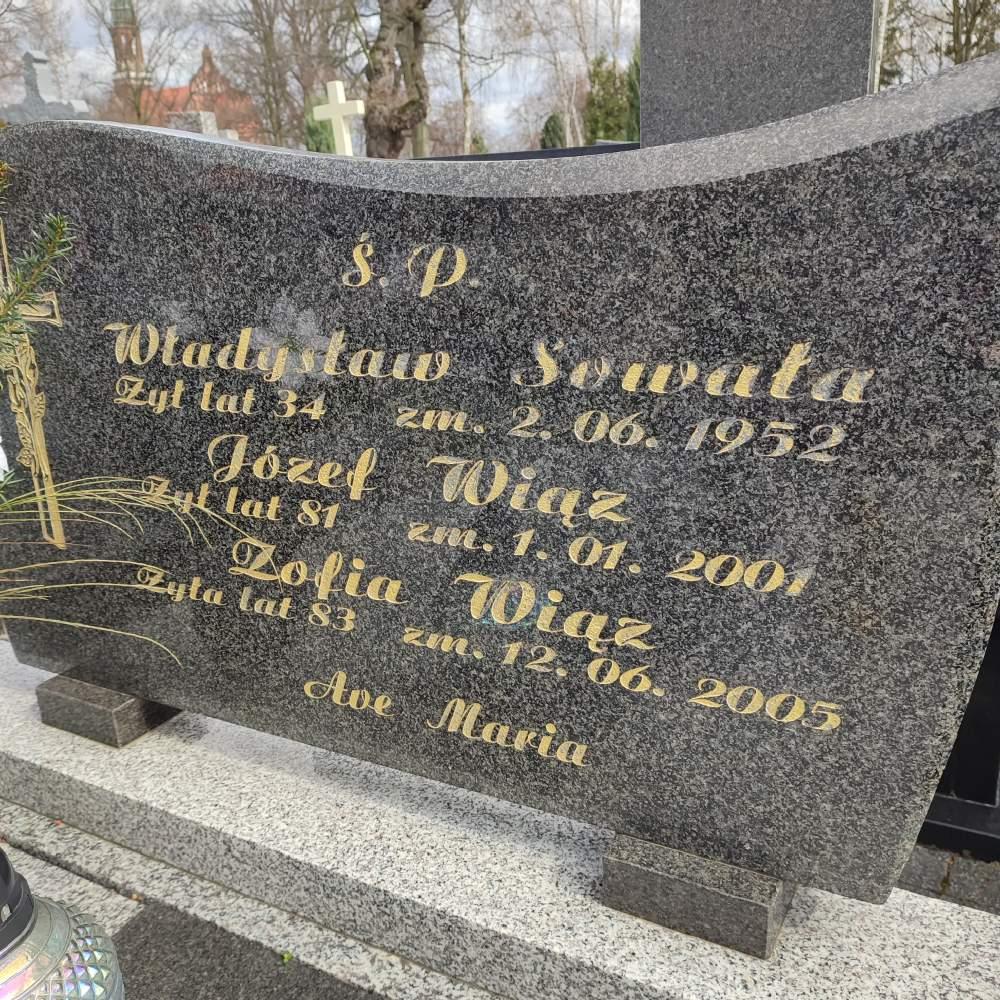 Ś. P.
Władysław Sowała
Żył lat 34 zm. 2. 06. 1952
Józef Wiąz
Żył lat 81 zm. 1. 01. 2001
Zofia Wiąz
Żyła lat 83 zm. 12. 06. 2005
Ave Maria